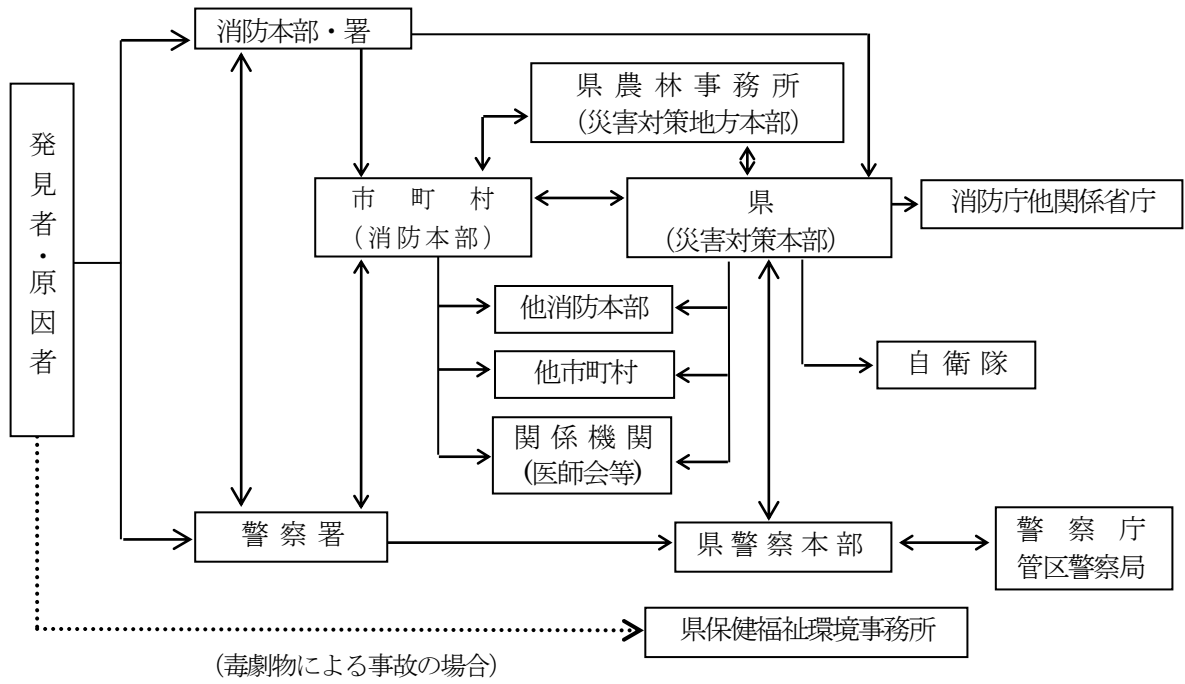 消防本部・署
県農林事務所
(災害対策地方本部)
発見者・原因者
市町村
(消防本部)
県
(災害対策本部)
消防庁他関係省庁
他消防本部
他市町村
自衛隊
関係機関
(医師会等)
警察署
県警察本部
警察庁
管区警察局
県保健福祉環境事務所
(毒劇物による事故の場合)